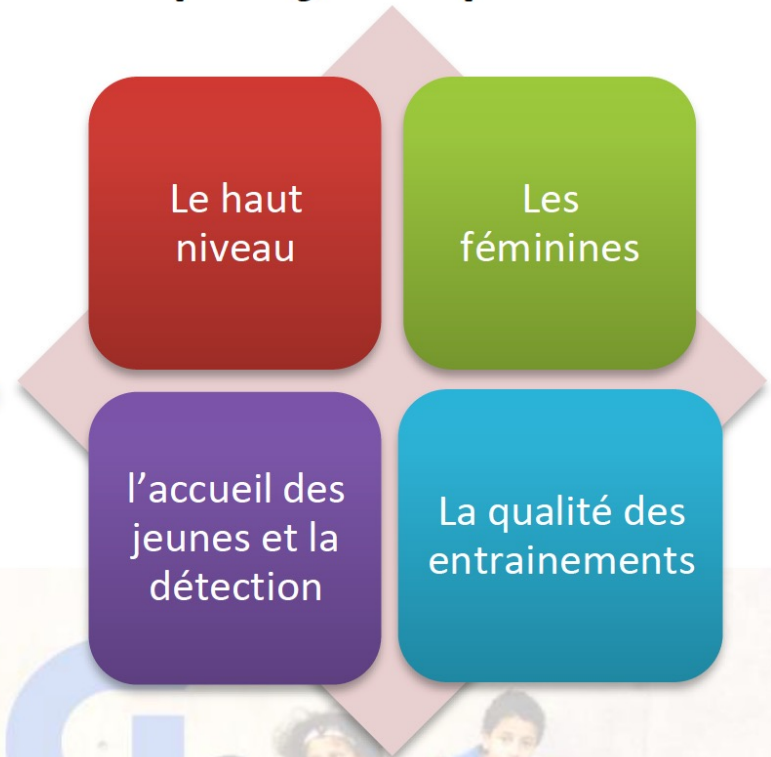 Le haut
niveau
Les
féminines
l’accueil des
jeunes et la
détection
La qualité des
entrainements